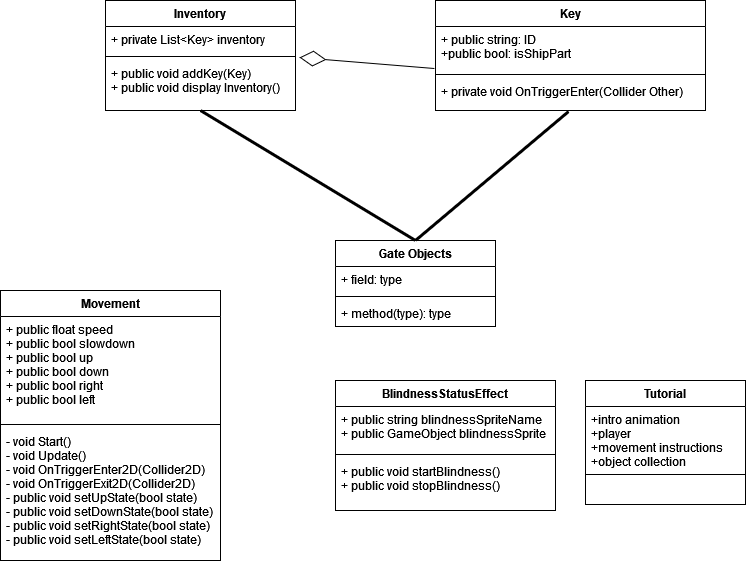 Inventory
+ private List<Key> inventory
+ public void addKey(Key)
+ public void display Inventory()
Key
+ public string: ID
+public bool: isShipPart
+ private void OnTriggerEnter(Collider Other)
Gate Objects
+ field: type
+ method(type): type
Movement
+ public float speed
+ public bool slowdown
+ public bool up
+ public bool down
+ public bool right
+ public bool left
- void Start()
- void Update()
- void OnTriggerEnter2D(Collider2D)
- void OnTriggerExit2D(Collider2D)
- public void setUpState(bool state)
- public void setDownState(bool state)
- public void setRightState(bool state)
- public void setLeftState(bool state)
BlindnessStatusEffect
+ public string blindnessSpriteName
+ public GameObject blindnessSprite
+ public void startBlindness()
+ public void stopBlindness()
Tutorial
+intro animation
+player
+movement instructions
+object collection